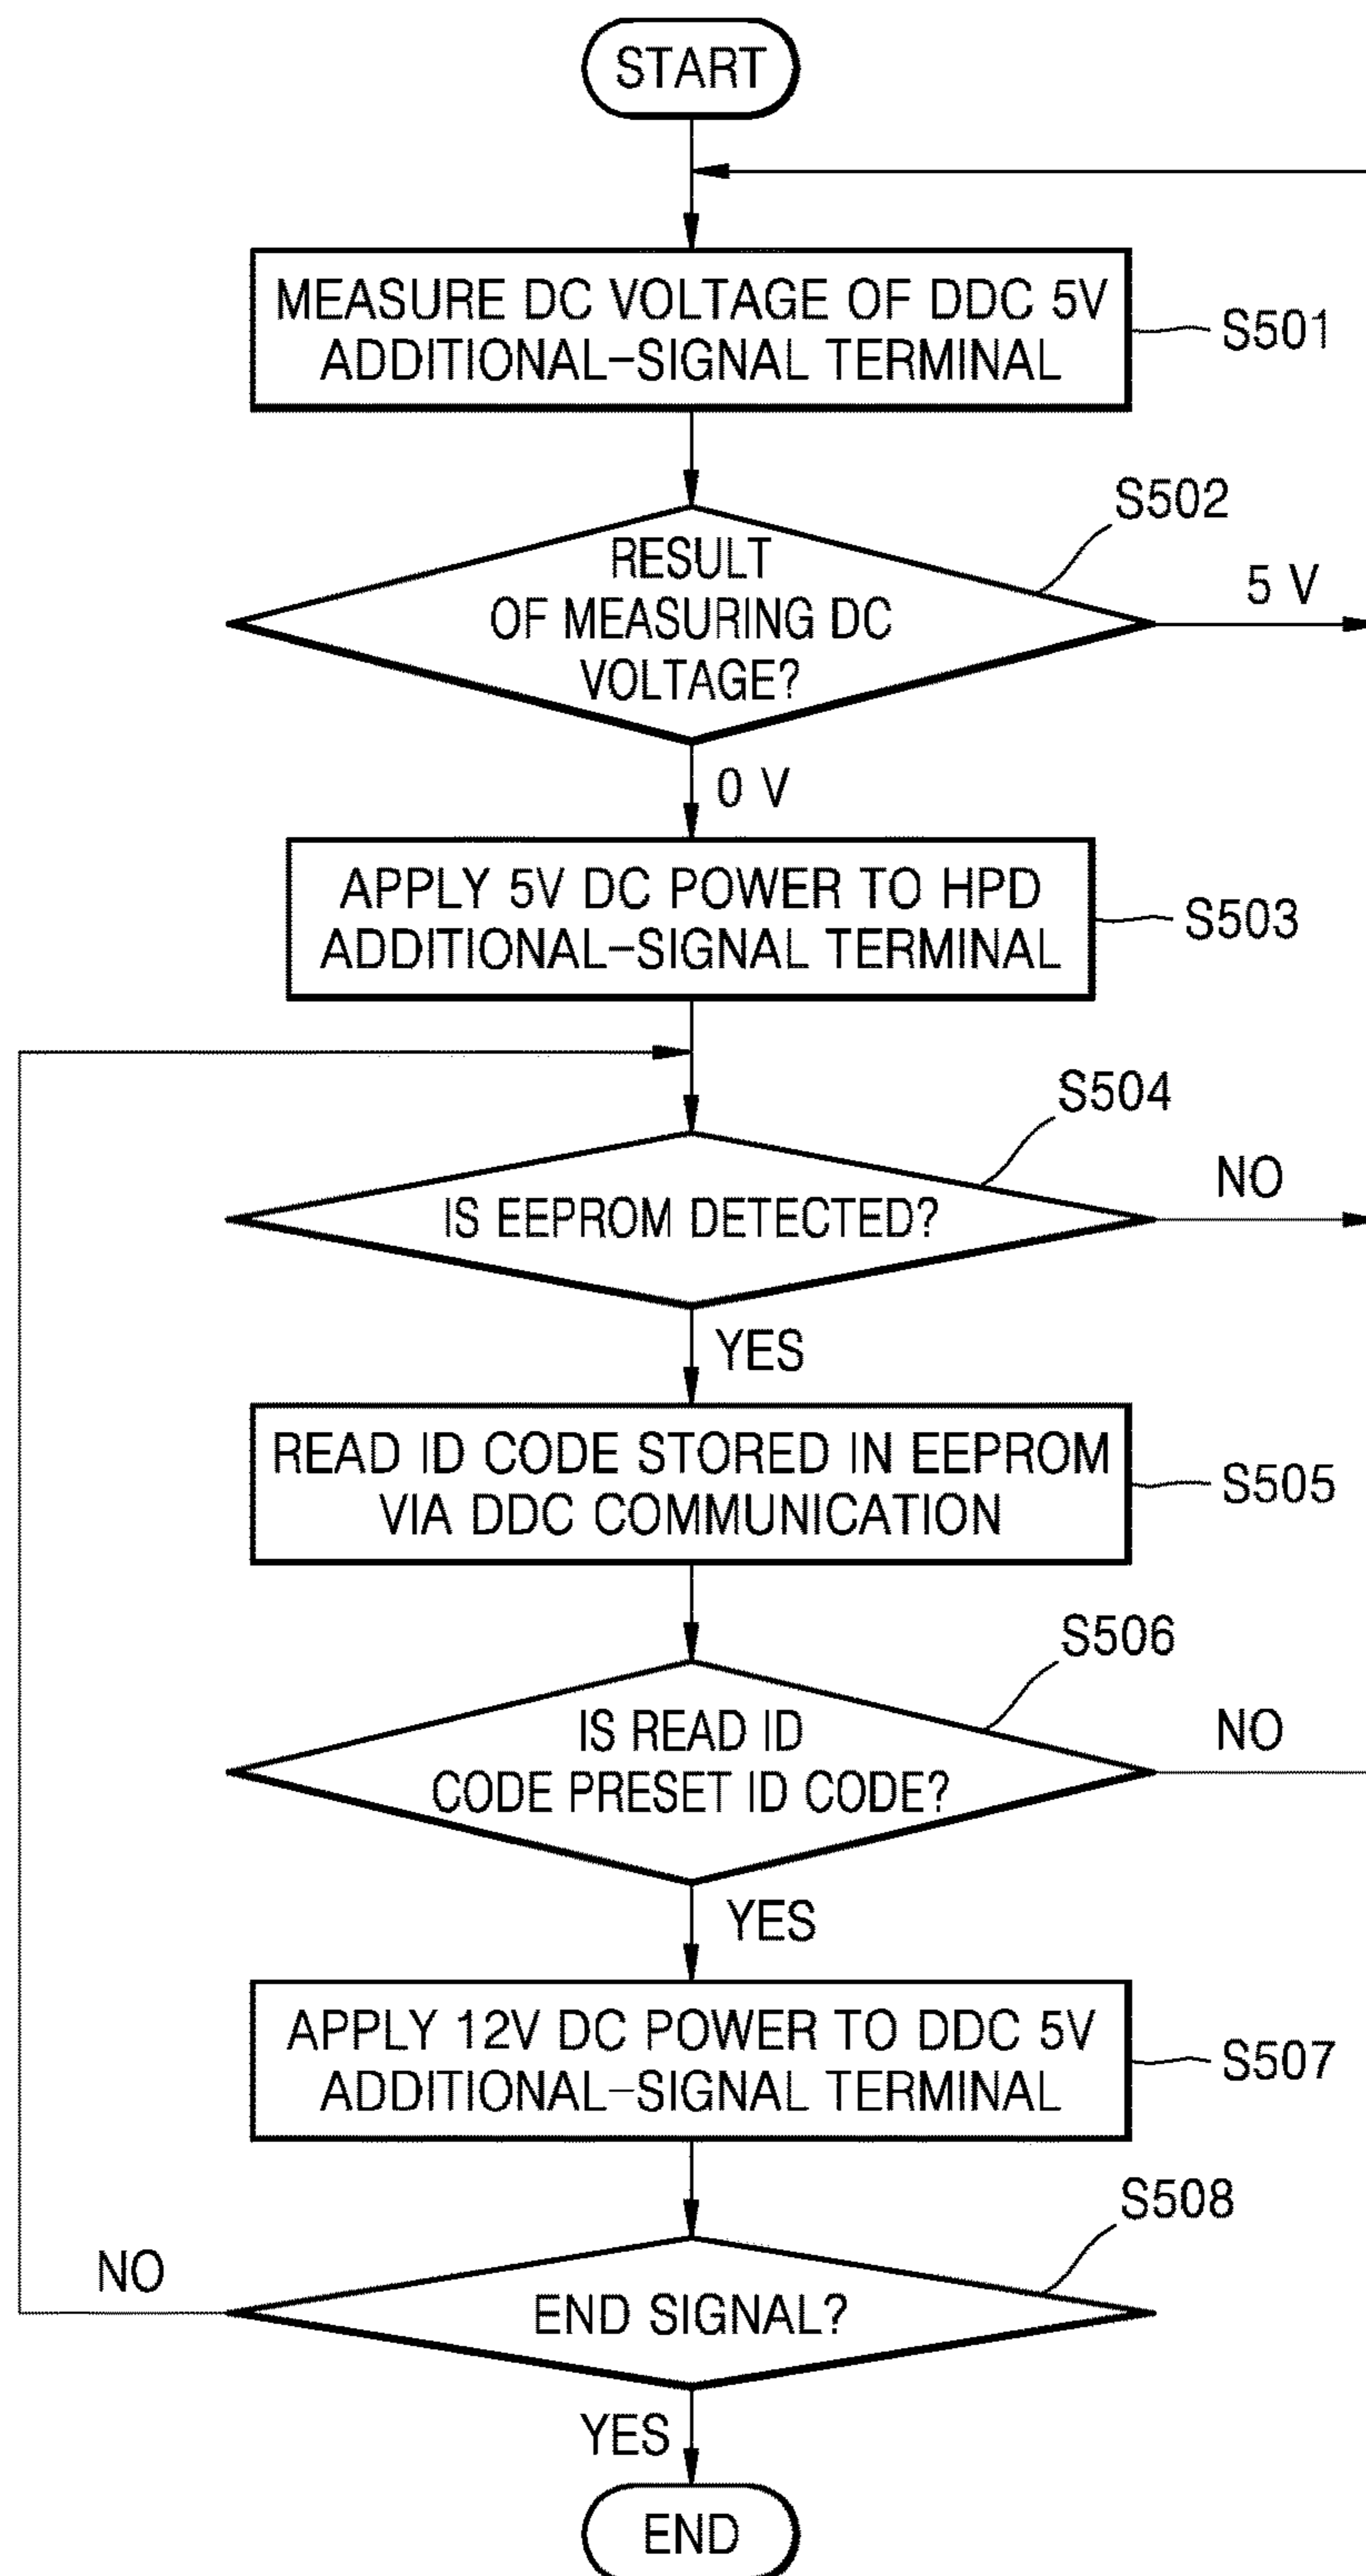 START
MEASURE DC VOLTAGE OF DDC 5V
ADDITIONAL-SIGNAL TERMINAL
S501
S502
RESULT
OF MEASURING DC
VOLTAGE?
5 V
0 V
APPLY 5V DC POWER TO HPD
ADDITIONAL-SIGNAL TERMINAL
S503
S504
IS EEPROM DETECTED?
NO
YES
READ ID CODE STORED IN EEPROM
VIA DDC COMMUNICATION
S505
S506
IS READ ID
CODE PRESET ID CODE?
NO
YES
APPLY 12V DC POWER TO DDC 5V
ADDITIONAL-SIGNAL TERMINAL
S507
S508
NO
END SIGNAL?
YES
END